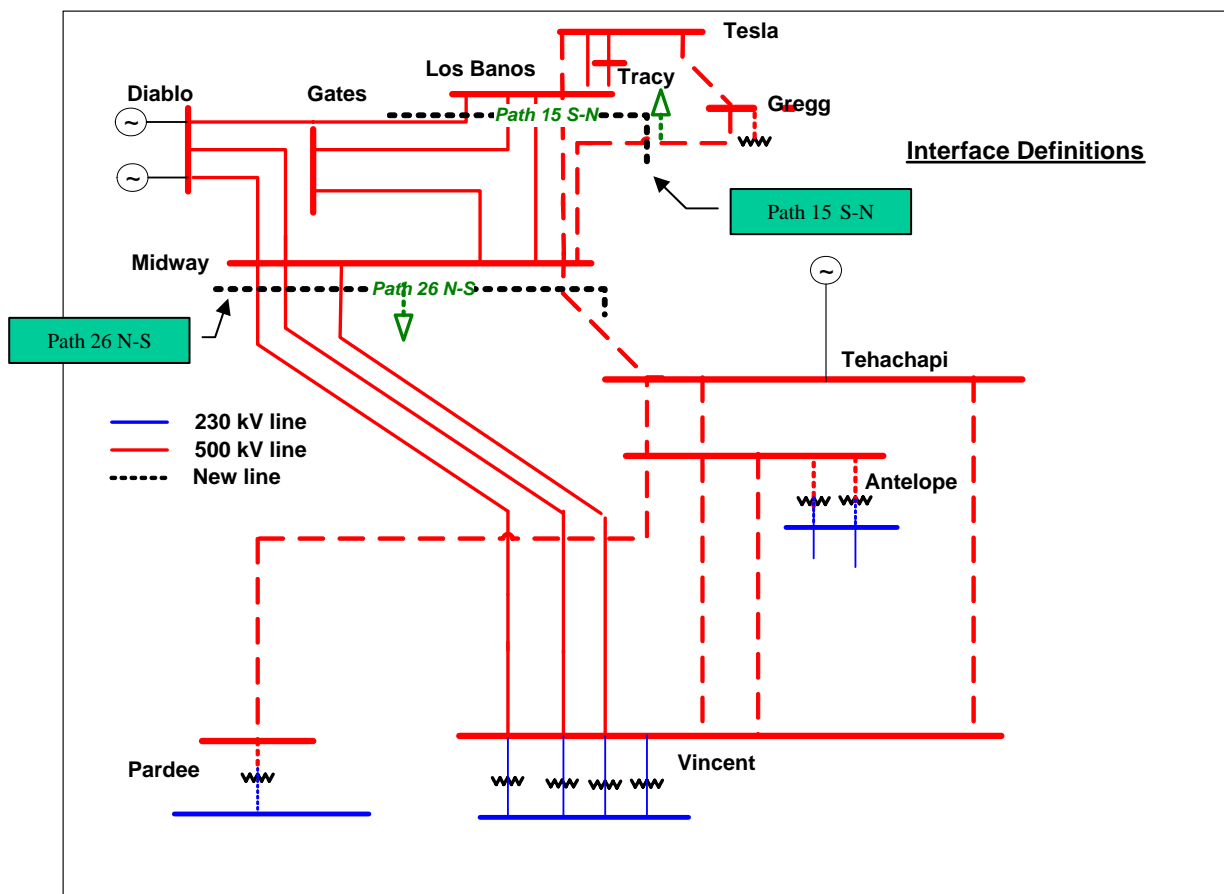 Tesla
Los Banos
Tracy
Diablo
Gates
Gregg
Path 15 S-N
~
Interface Definitions
~
Path 15 S-N
Midway
~
Path 26 N-S
Path 26 N-S
Tehachapi
230 kV line
500 kV line
New line
Antelope
Pardee
Vincent